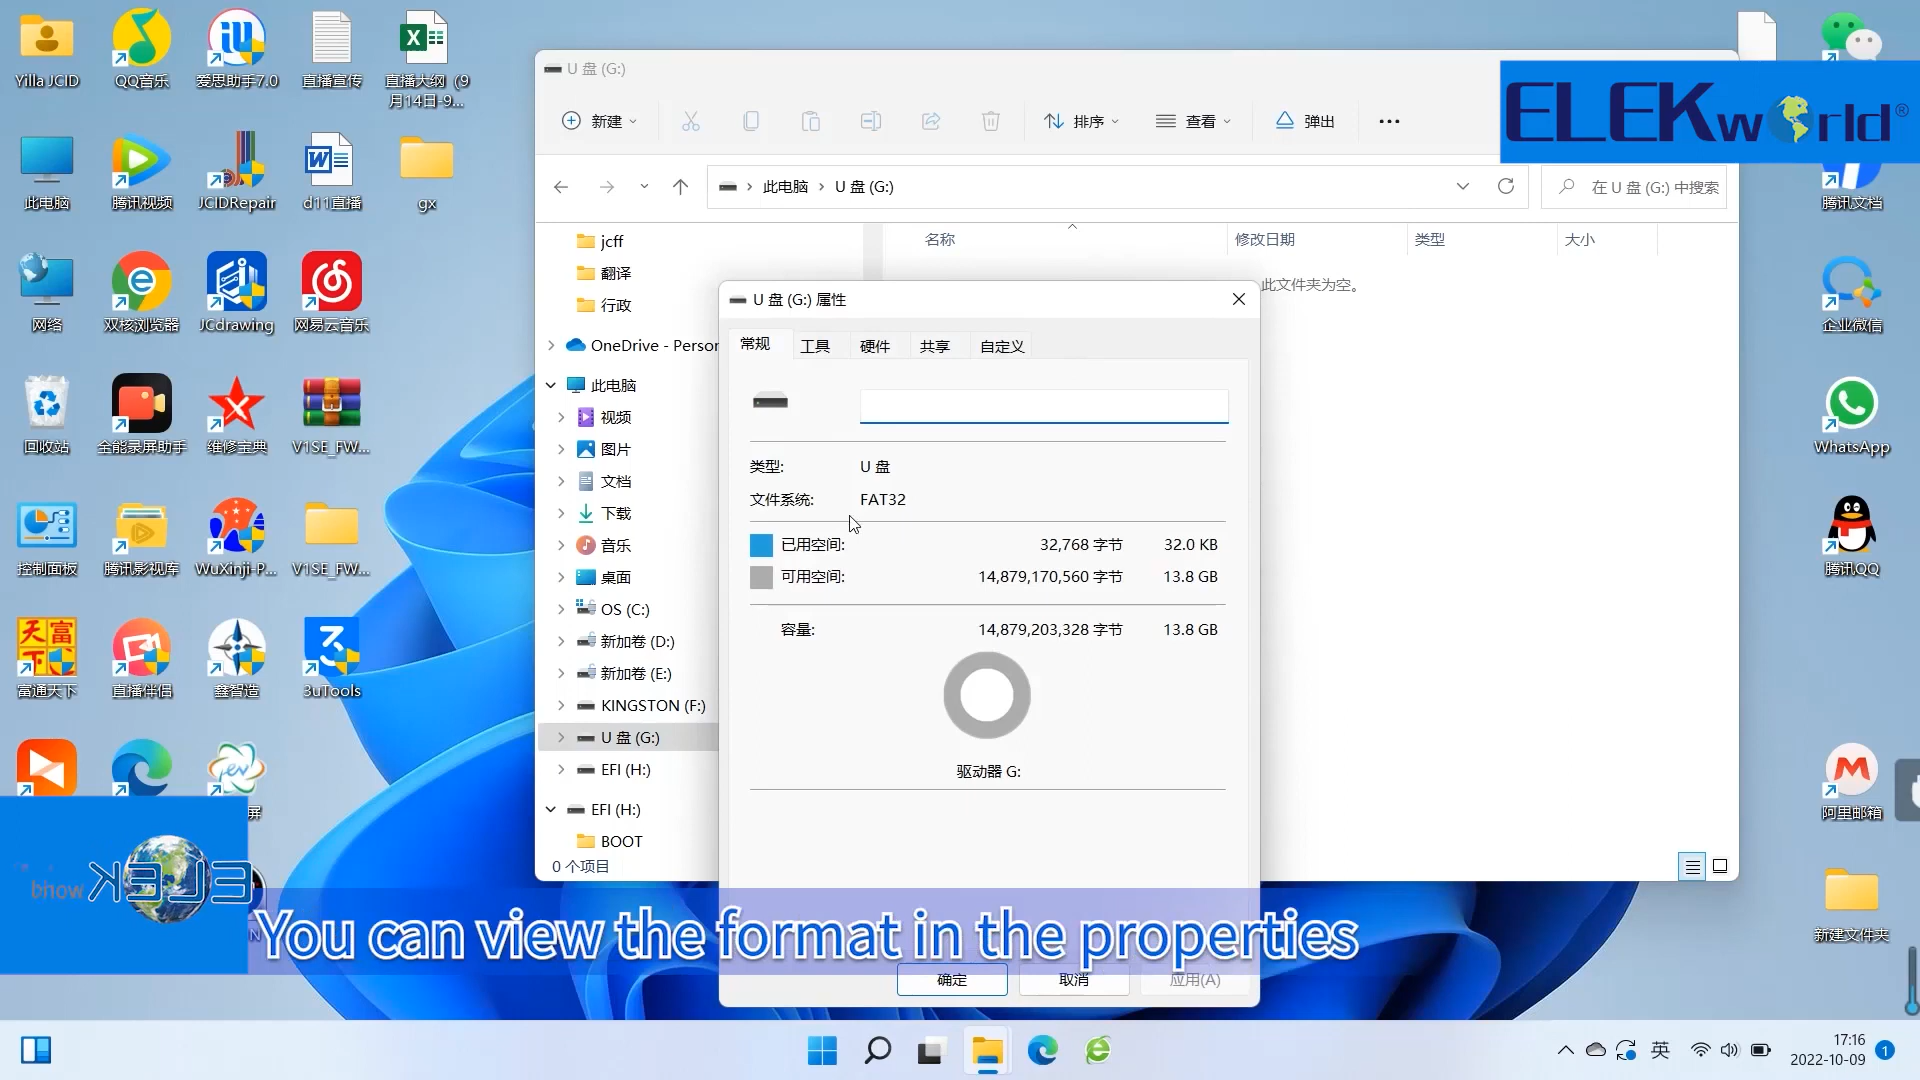 Yilla JCID
QQ音乐
爱思助手7.0
直播宣传
直播大纲（9
月14日-9...
此电脑
腾讯视频
JCIDRepair
d11直播
gx
网络
双核浏览器
JCdrawing
网易云音乐
回收站
全能录屏助手
维修宝典
V1SE_FW...
控制面板
腾讯影视库
WuXinji-P...
V1SE_FW...
富通天下
直播伴侣
鑫智造
3uTools
屏
U 盘 (G:)
新建
排序
查看
弹出
此电脑 › U 盘 (G:)
在 U 盘 (G:) 中搜索
名称
修改日期
类型
大小
此文件夹为空。
jcff
翻译
行政
OneDrive - Persor
此电脑
视频
图片
文档
下载
音乐
桌面
OS (C:)
新加卷 (D:)
新加卷 (E:)
KINGSTON (F:)
U 盘 (G:)
EFI (H:)
EFI (H:)
BOOT
0 个项目
U 盘 (G:) 属性
常规
工具
硬件
共享
自定义
类型: U 盘
文件系统: FAT32
已用空间: 32,768 字节 32.0 KB
可用空间: 14,879,170,560 字节 13.8 GB
容量: 14,879,203,328 字节 13.8 GB
驱动器 G:
确定
取消
应用(A)
ELEKworld®
腾讯文档
企业微信
WhatsApp
腾讯QQ
阿里邮箱
新建文件夹
ELEK
You can view the format in the properties
英
17:16
2022-10-09
1